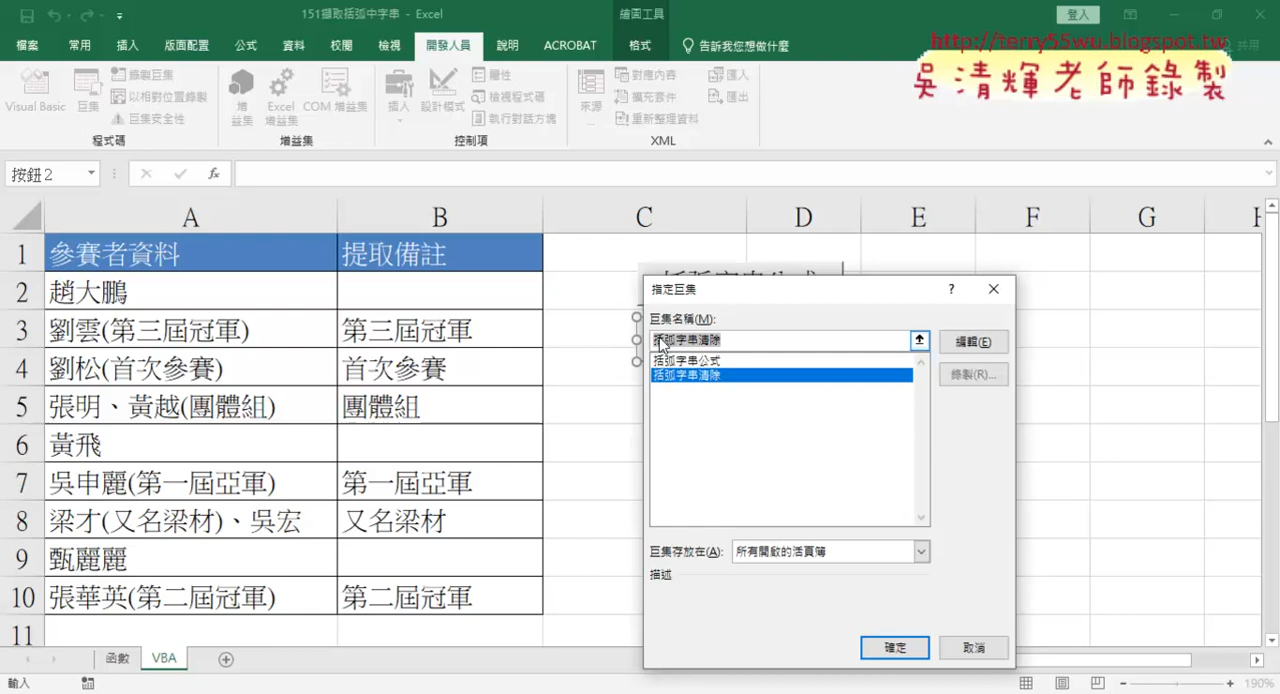 151擷取括弧中字串 - Excel
繪圖工具
登入
檔案 常用 插入 版面配置 公式 資料 校閱 檢視 開發人員 說明 ACROBAT 格式 告訴我您想做什麼 共用
http://terry55wu.blogspot.tw
吳清輝老師錄製
Visual Basic 巨集 錄製巨集 以相對位置錄製 巨集安全性
增益集 Excel 增益集 COM 增益集
插入 設計模式 屬性 檢視程式碼 執行對話方塊
來源 對應內容 擴充套件 重新整理資料 匯入 匯出
程式碼 增益集 控制項 XML
按鈕 2 fx
A B C D E F G
1 參賽者資料 提取備註
2 趙大鵬
3 劉雲(第三屆冠軍) 第三屆冠軍
4 劉松(首次參賽) 首次參賽
5 張明、黃越(團體組) 團體組
6 黃飛
7 吳申麗(第一屆亞軍) 第一屆亞軍
8 梁才(又名梁材)、吳宏 又名梁材
9 甄麗麗
10 張華英(第二屆冠軍) 第二屆冠軍
11
指定巨集 ?
巨集名稱(M):
括弧字串清除 編輯(E)
括弧字串公式
括弧字串清除 錄製(R)...
巨集存放在(A): 所有開啟的活頁簿
描述
確定 取消
函數 VBA
輸入 190%